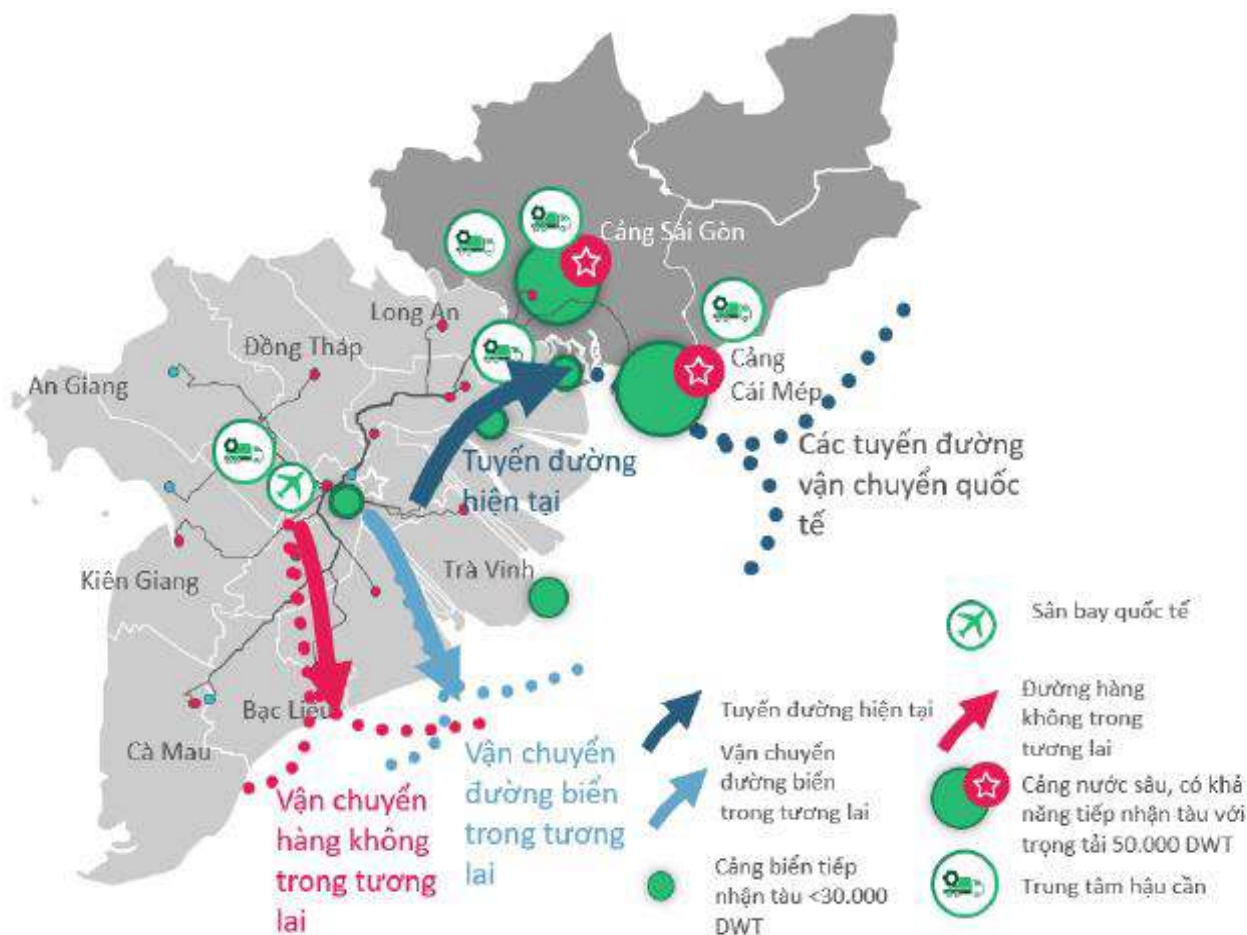 Cảng Sài Gòn
Long An
Đồng Tháp
An Giang
Cảng
Cái Mép
Tuyến đường
hiện tại
Các tuyến đường
vận chuyển quốc
tế
Kiên Giang
Trà Vinh
Bạc Liêu
Cà Mau
Vận chuyển
hàng không
trong tương
lai
Vận chuyển
đường biển
trong tương
lai
Sân bay quốc tế
Tuyến đường hiện tại
Đường hàng
không trong
tương lai
Vận chuyển
đường biển
trong tương lai
Cảng nước sâu, có khả
năng tiếp nhận tàu với
trọng tải 50.000 DWT
Cảng biển tiếp
nhận tàu <30.000
DWT
Trung tâm hậu cần